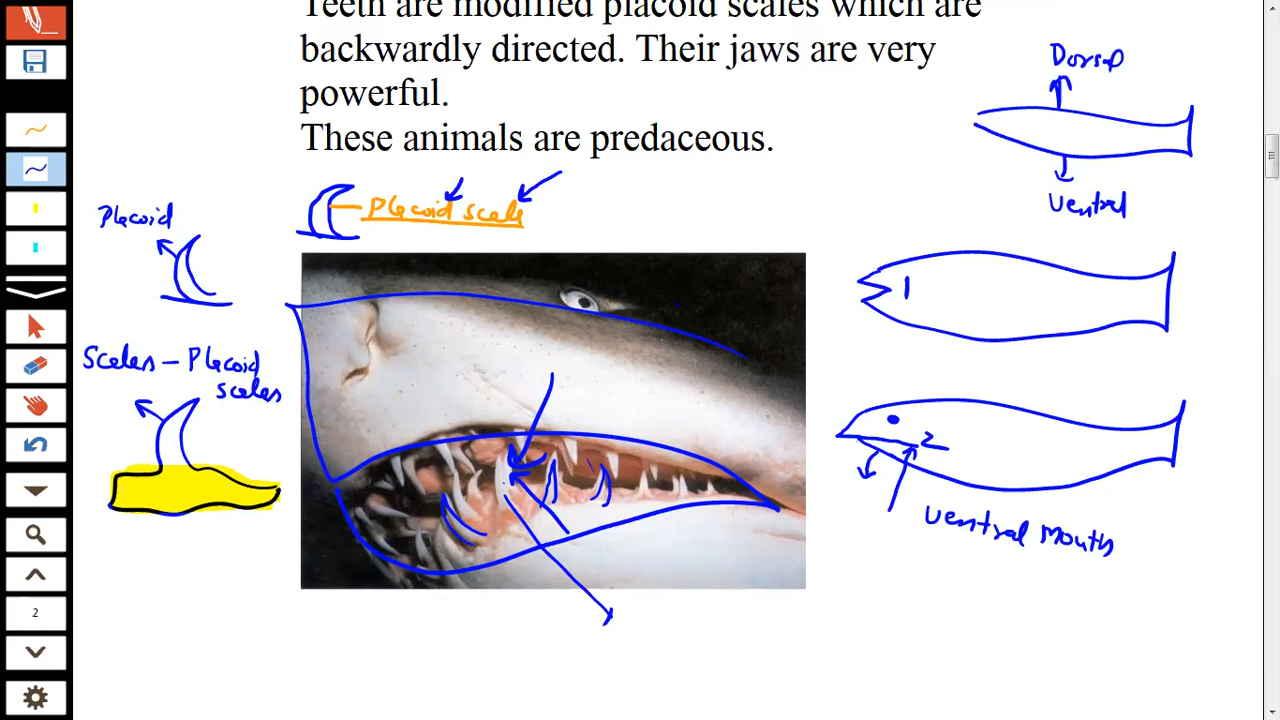 Teeth are modified placoid scales which are
backwardly directed. Their jaws are very
powerful.
These animals are predaceous.
Dorsal
Ventral
Placoid scale
Placoid
Scales - Placoid
scales
1
2
Ventral Mouth
2